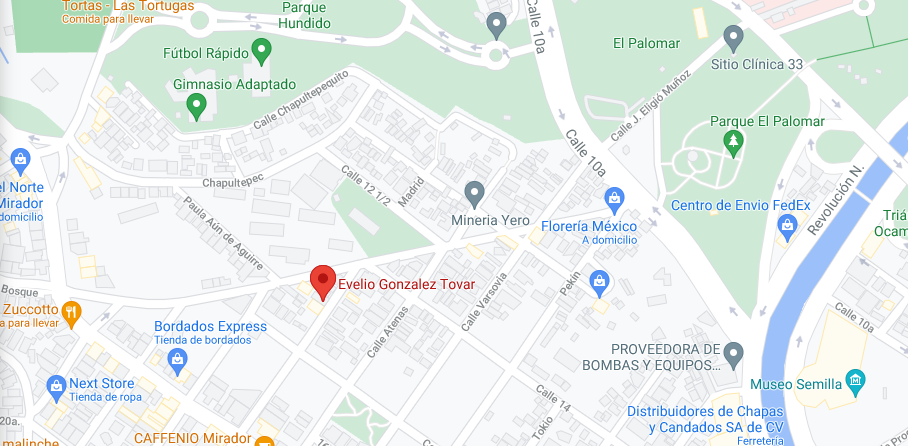 Tortas - Las Tortugas
Comida para llevar
Parque
Hundido
Calle 10a
El Palomar
Sitio Clínica 33
Fútbol Rápido
Gimnasio Adaptado
Calle Chapultepequito
Calle J. Eligió Muñoz
Parque El Palomar
Calle 10a
Chapultepec
Calle 12 1/2
Madrid
Mineria Yero
el Norte
Mirador
domicilio
Paula Aún de Aguirre
Florería México
A domicilio
Centro de Envio FedEx
Revolución N.
Triá
Ocam
Evelio Gonzalez Tovar
Bosque
Zuccotto
a para llevar
Calle Varsovia
Pekín
Calle 10a
Bordados Express
Tienda de bordados
Calle Atenas
PROVEEDORA DE
BOMBAS Y EQUIPOS...
Next Store
Tienda de ropa
Museo Semilla
Calle 14
20a.
malinche
CAFFENIO Mirador
Tokio
Distribuidores de Chapas
y Candados SA de CV
Ferretería